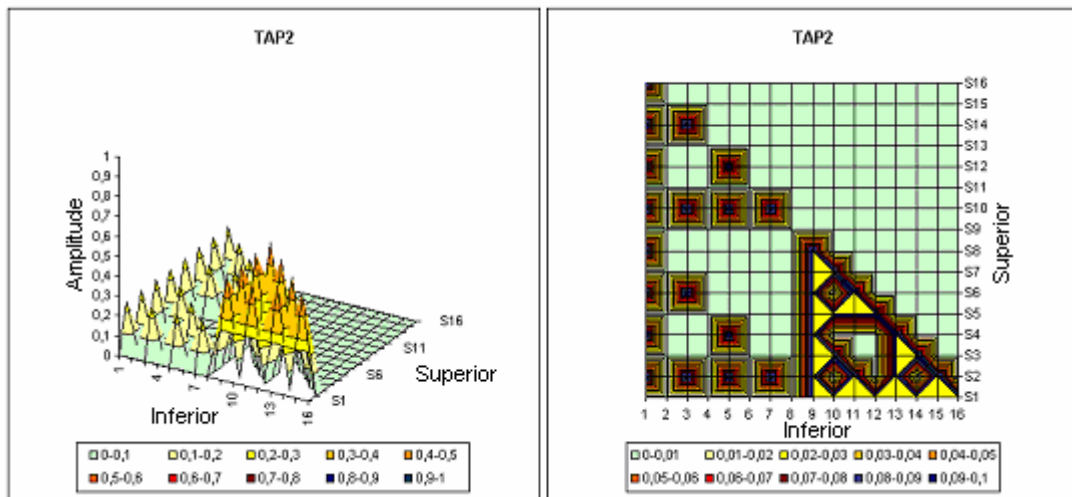 TAP2
Amplitude
1
0,9
0,8
0,7
0,6
0,5
0,4
0,3
0,2
0,1
0
1 4 7 10 13 16
Inferior
S1 S6 S11 S16
Superior
0-0,1 0,1-0,2 0,2-0,3 0,3-0,4 0,4-0,5
0,5-0,6 0,6-0,7 0,7-0,8 0,8-0,9 0,9-1
TAP2
S16
S15
S14
S13
S12
S11
S10
S9
S8
S7
S6
S5
S4
S3
S2
S1
Superior
1 2 3 4 5 6 7 8 9 10 11 12 13 14 15 16
Inferior
0-0,01 0,01-0,02 0,02-0,03 0,03-0,04 0,04-0,05
0,05-0,06 0,06-0,07 0,07-0,08 0,08-0,09 0,09-0,1